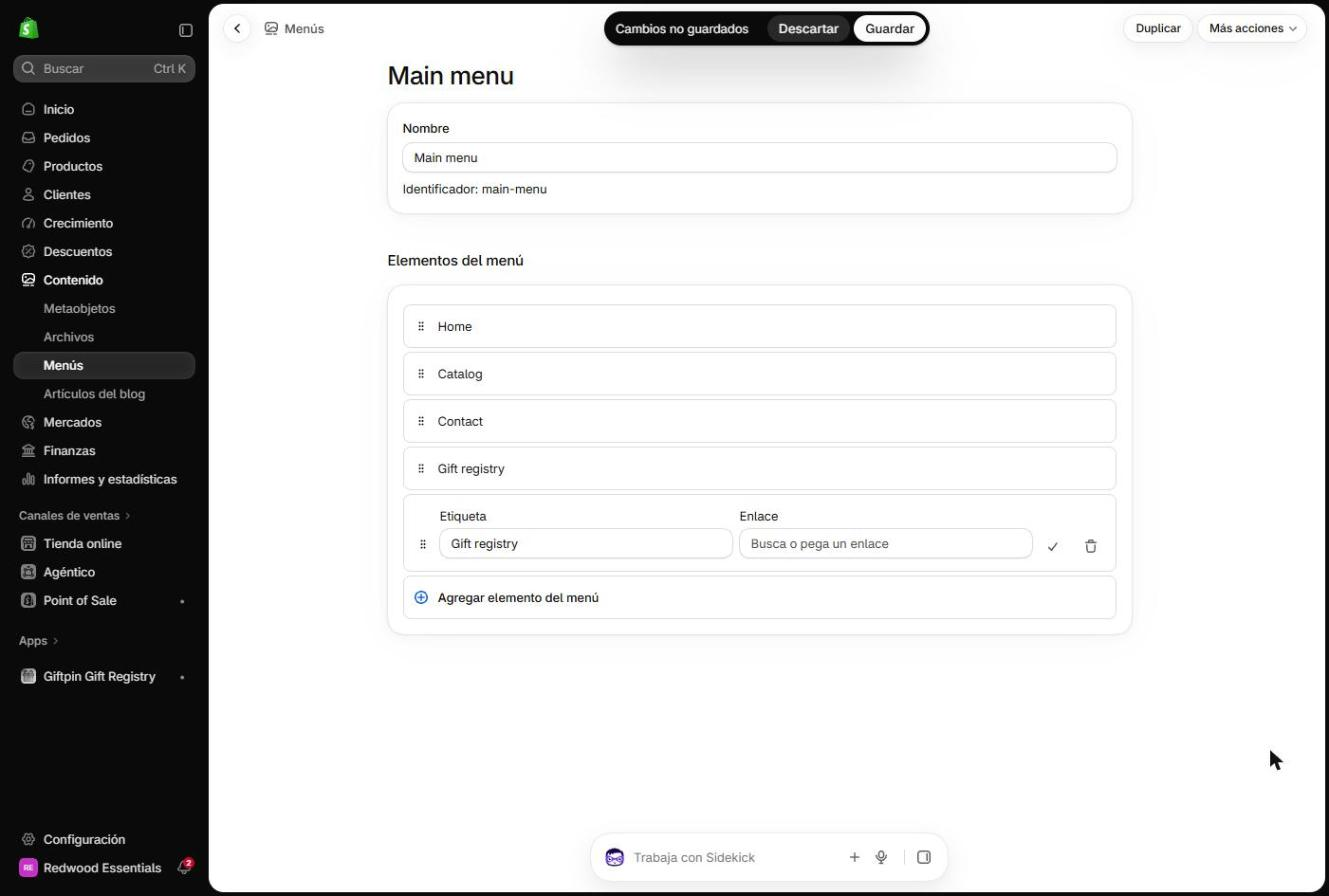 Buscar Ctrl K
Inicio
Pedidos
Productos
Clientes
Crecimiento
Descuentos
Contenido
Metaobjetos
Archivos
Menús
Artículos del blog
Mercados
Finanzas
Informes y estadísticas
Canales de ventas
Tienda online
Agéntico
Point of Sale
Apps
Giftpin Gift Registry
Configuración
RE Redwood Essentials 2
Menús
Cambios no guardados Descartar Guardar
Duplicar Más acciones
Main menu
Nombre
Main menu
Identificador: main-menu
Elementos del menú
Home
Catalog
Contact
Gift registry
Etiqueta Enlace
Gift registry Busca o pega un enlace
Agregar elemento del menú
Trabaja con Sidekick